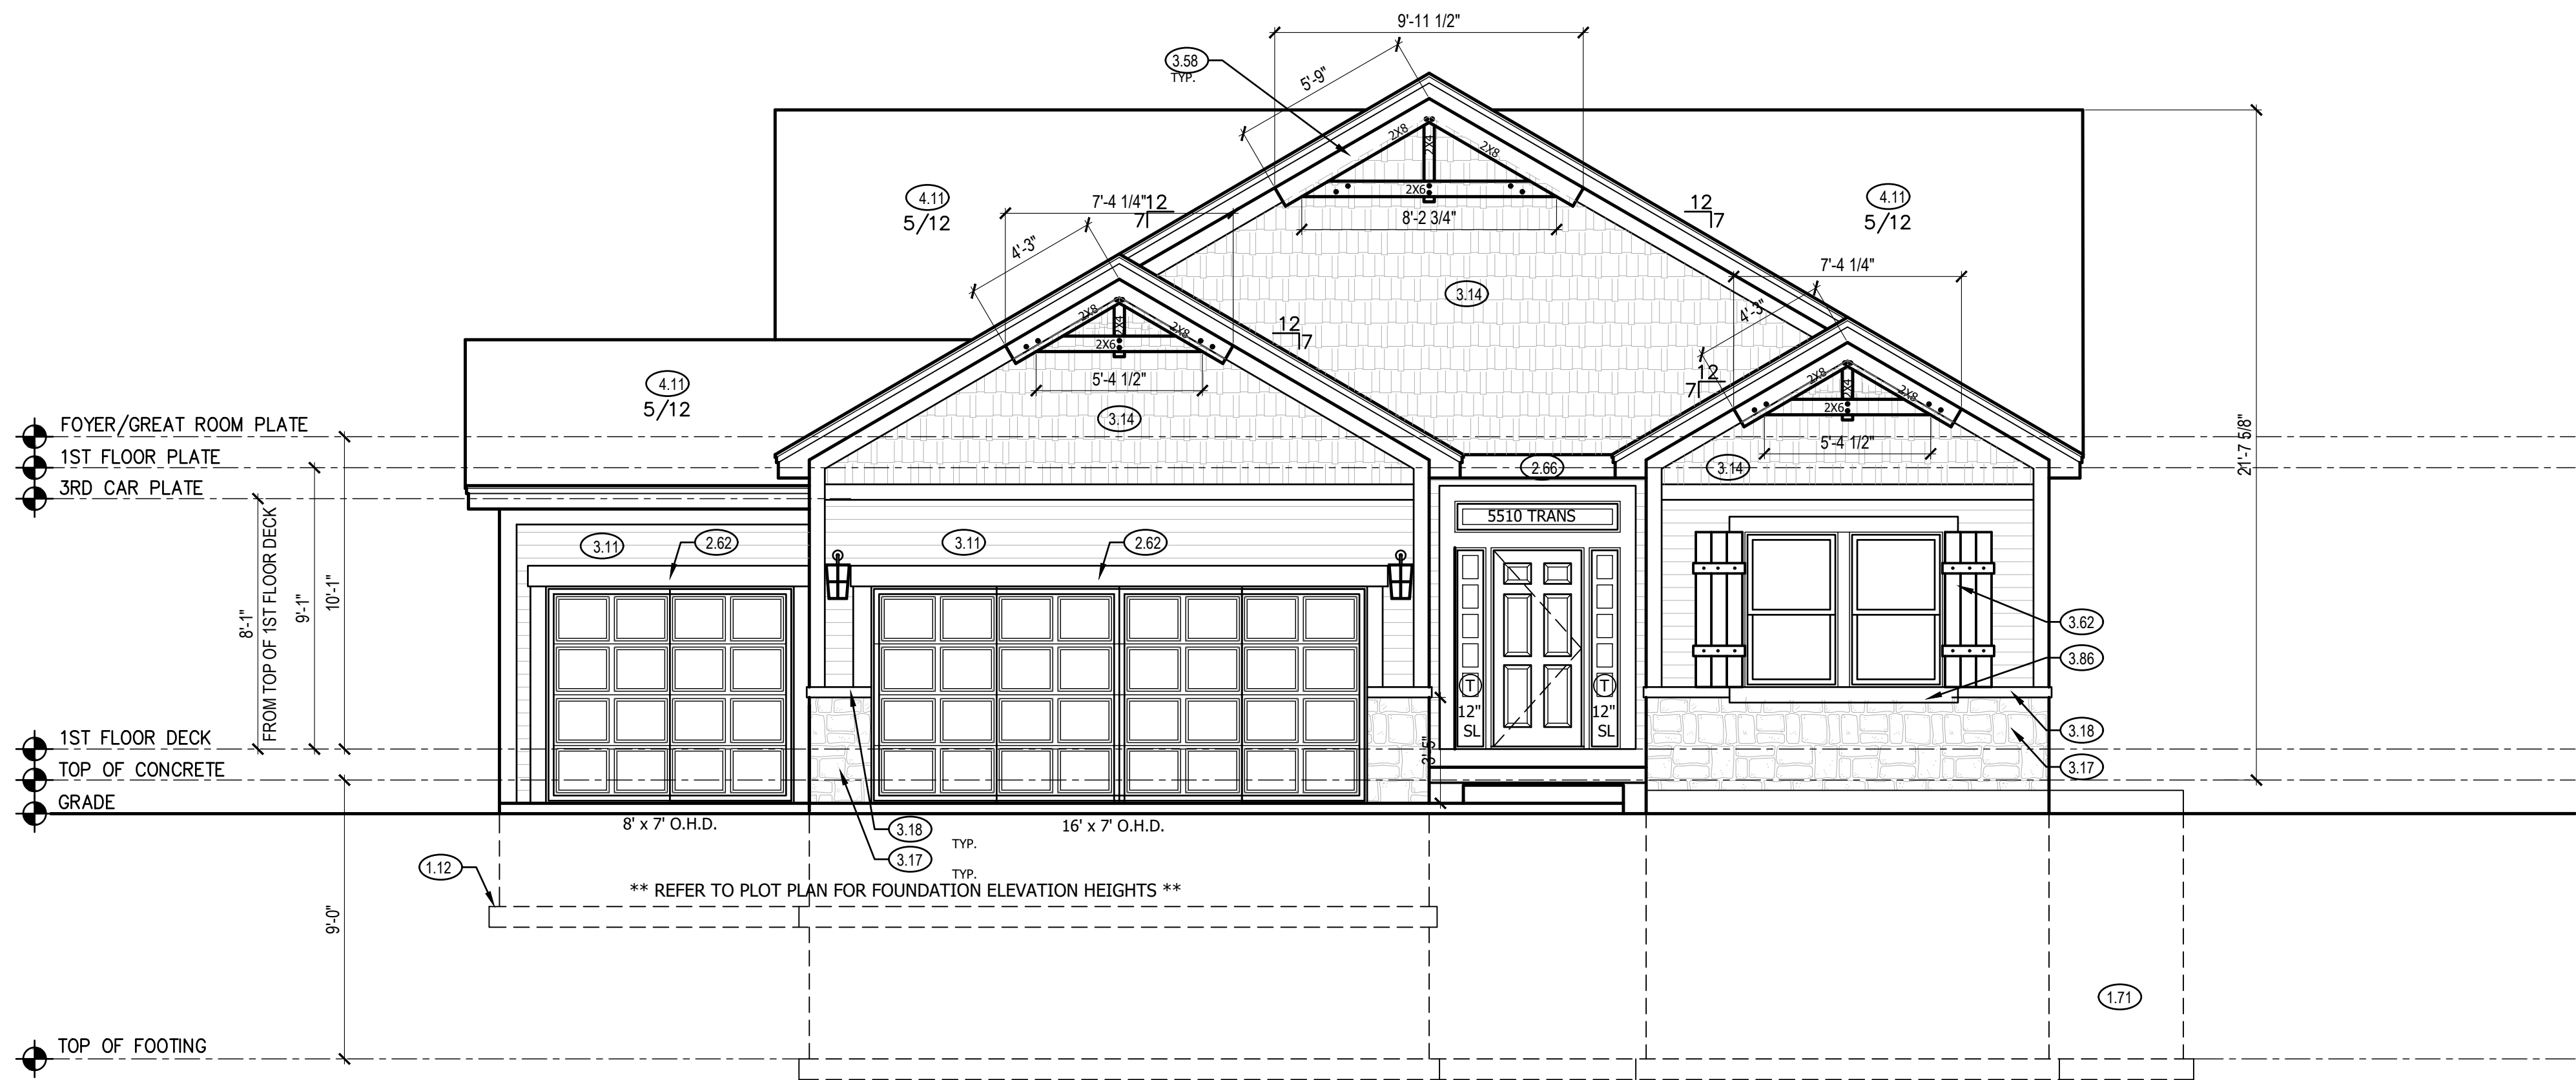 9'-11 1/2"
5'-9"
3.58
TYP.
2X8
2X4
2X8
2X6
8'-2 3/4"
4.11
5/12
7'-4 1/4"
12
7
12
7
4.11
5/12
4'-3"
7'-4 1/4"
3.14
4'-3"
2X8
2X4
2X8
2X6
12
7
5'-4 1/2"
12
7
2X8
2X4
2X8
2X6
4.11
5/12
3.14
5'-4 1/2"
21'-7 5/8"
FOYER/GREAT ROOM PLATE
1ST FLOOR PLATE
2.66
3.14
3RD CAR PLATE
5510 TRANS
3.11
2.62
3.11
2.62
8'-1"
FROM TOP OF 1ST FLOOR DECK
9'-1"
10'-1"
3.62
3.86
T
T
12"
SL
12"
SL
3.18
3.17
1ST FLOOR DECK
TOP OF CONCRETE
GRADE
8' x 7' O.H.D.
16' x 7' O.H.D.
3.18
TYP.
3.17
TYP.
1.12
** REFER TO PLOT PLAN FOR FOUNDATION ELEVATION HEIGHTS **
9'-0"
1.71
TOP OF FOOTING